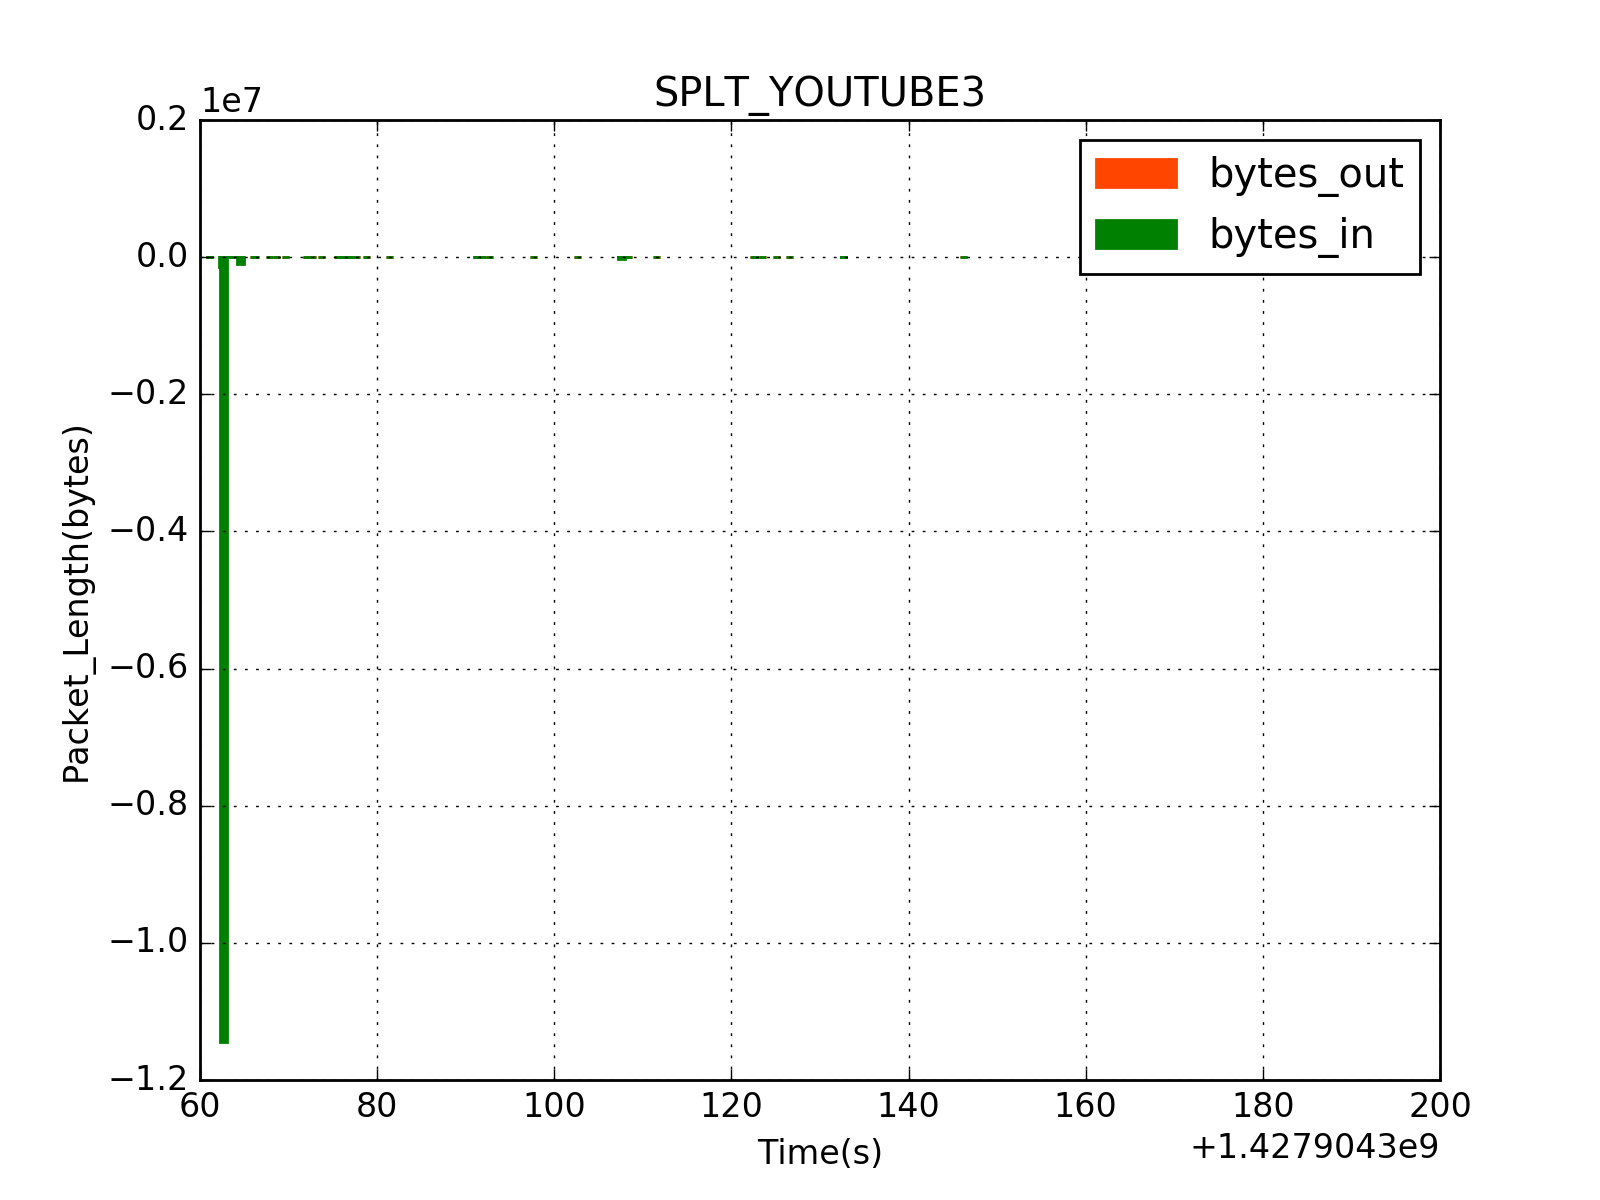 SPLT_YOUTUBE3
1e7
0.2
0.0
−0.2
−0.4
−0.6
−0.8
−1.0
−1.2
Packet_Length(bytes)
bytes_out
bytes_in
60 80 100 120 140 160 180 200
Time(s)
+1.4279043e9